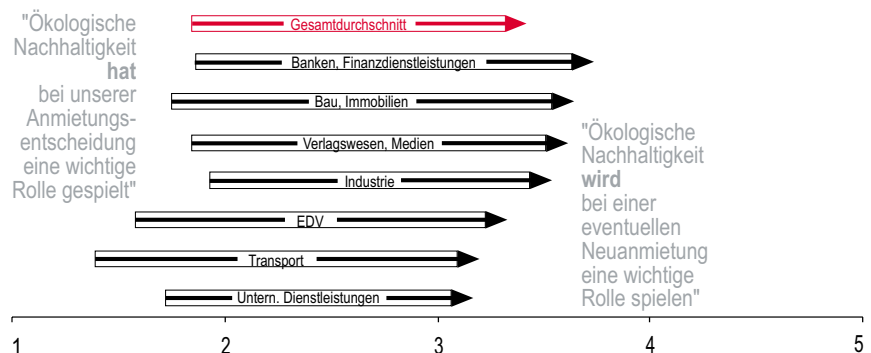 "Ökologische
Nachhaltigkeit
hat
bei unserer
Anmietungs-
entscheidung
eine wichtige
Rolle gespielt"
Gesamtdurchschnitt
Banken, Finanzdienstleistungen
Bau, Immobilien
Verlagswesen, Medien
Industrie
EDV
Transport
Untern. Dienstleistungen
"Ökologische
Nachhaltigkeit
wird
bei einer
eventuellen
Neuanmietung
eine wichtige
Rolle spielen"
1 2 3 4 5